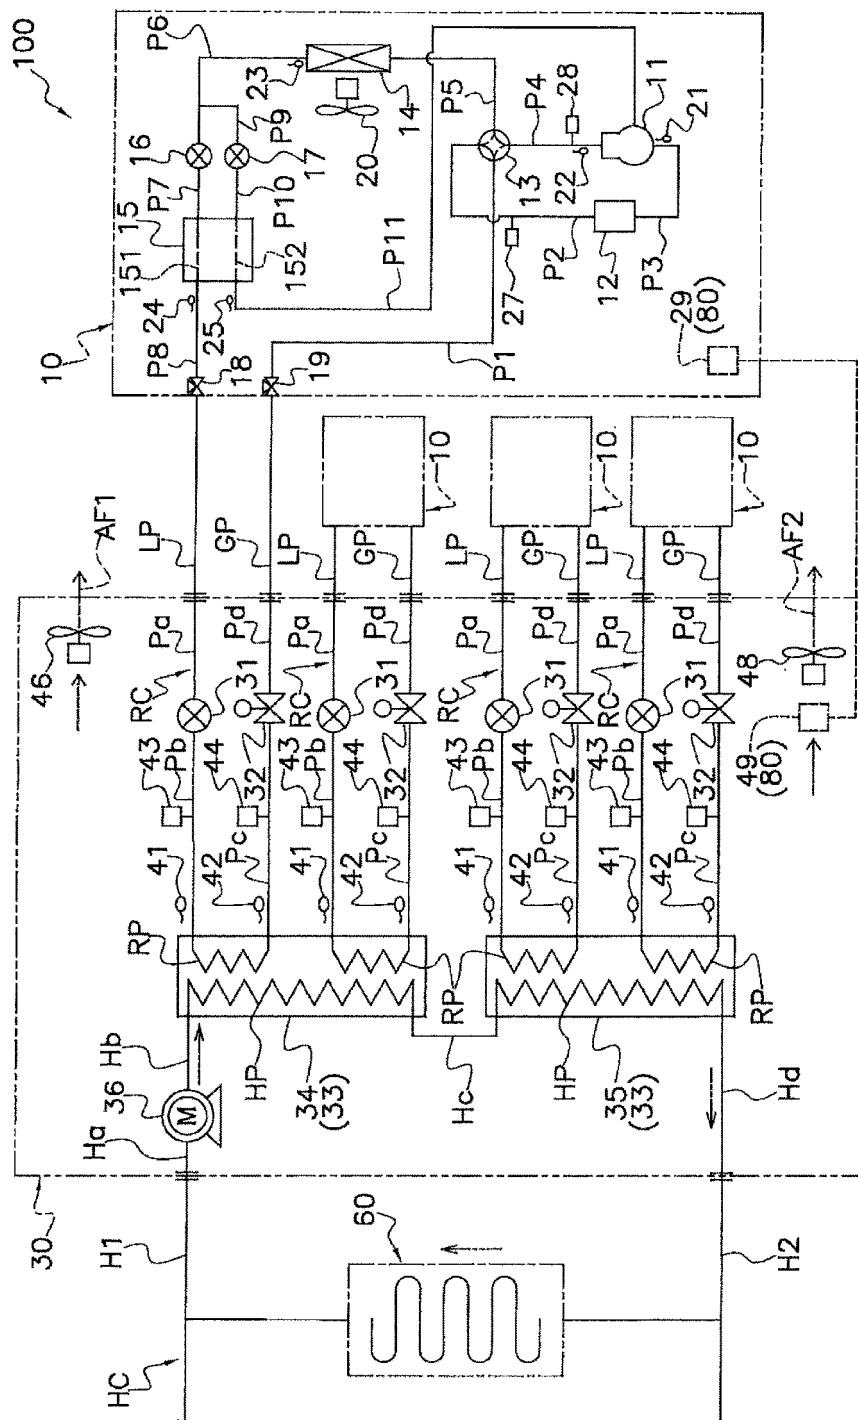 100
10
P6
16
P7
15
151
24
P8
18
23
14
20
P9
17
P10
152
25
19
P11
P5
P4
28
11
21
13
22
P2
12
P3
27
P1
29
(80)
AF1
46
LP
GP
LP
GP
LP
GP
LP
GP
10
10
10
AF2
48
49
(80)
Pa
Pd
Pa
Pd
Pa
Pd
Pa
Pd
RC
RC
RC
RC
31
31
31
31
32
32
32
32
43
Pb
44
43
Pb
44
43
Pb
44
43
Pb
44
41
42
Pc
41
42
Pc
41
42
Pc
41
42
Pc
RP
RP
RP
HP
HP
34
(33)
35
(33)
Hb
36
M
Ha
Hc
Hd
30
H1
60
H2
HC